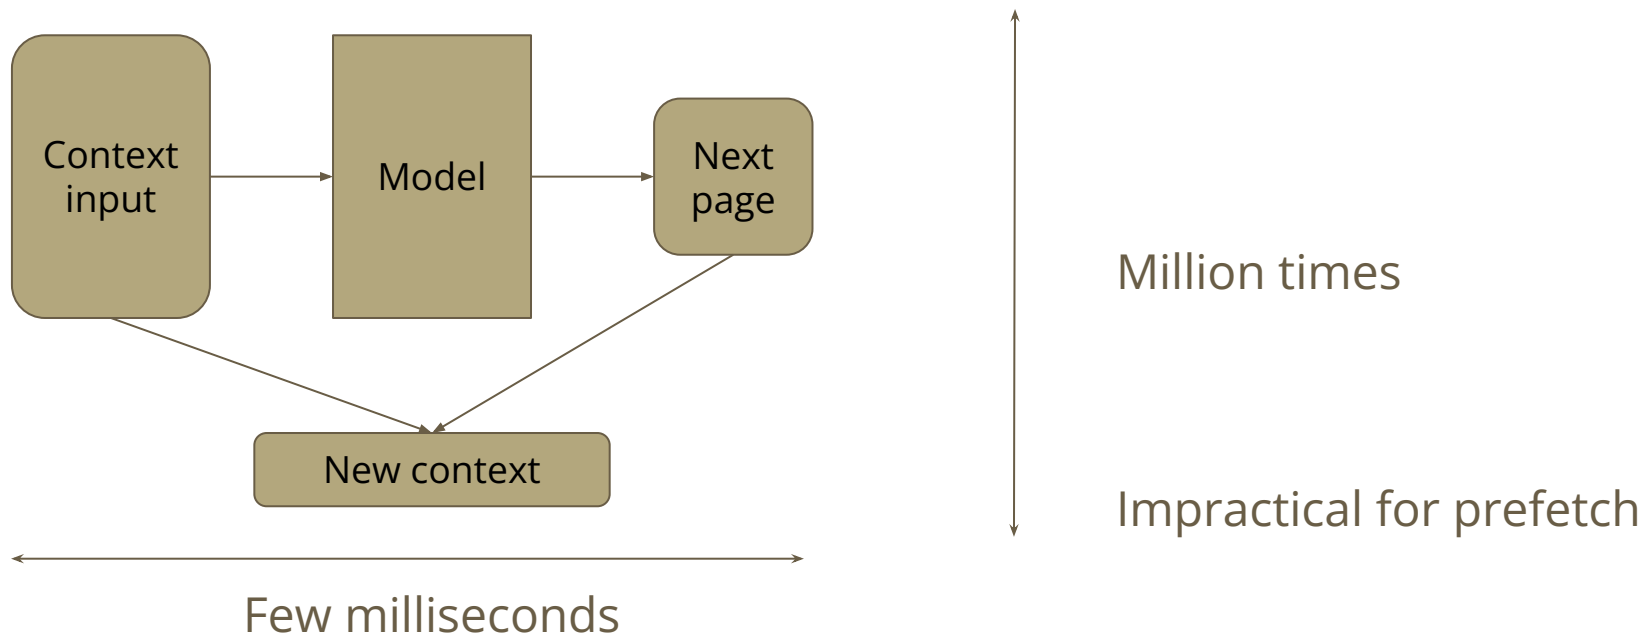 Context
input
Model
Next
page
New context
Few milliseconds
Million times
Impractical for prefetch